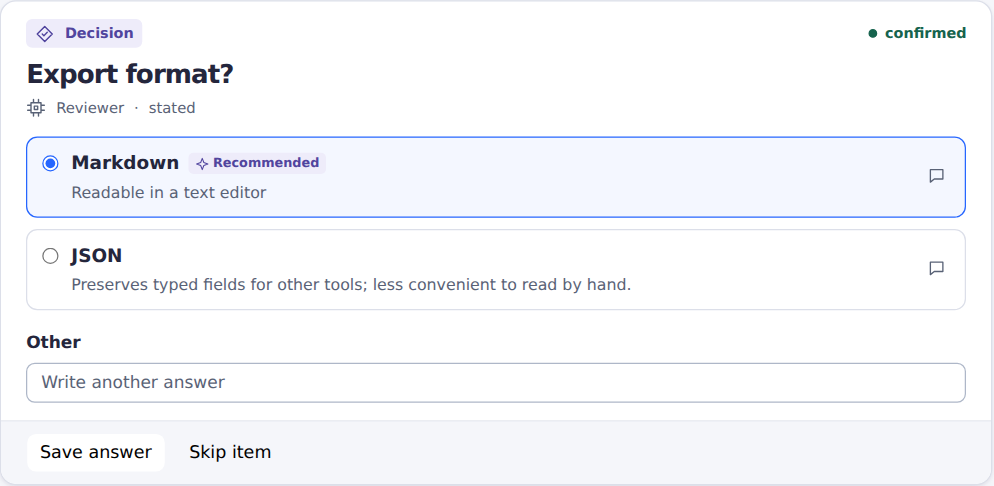 Decision
confirmed
Export format?
Reviewer · stated
Markdown Recommended
Readable in a text editor
JSON
Preserves typed fields for other tools; less convenient to read by hand.
Other
Write another answer
Save answer Skip item